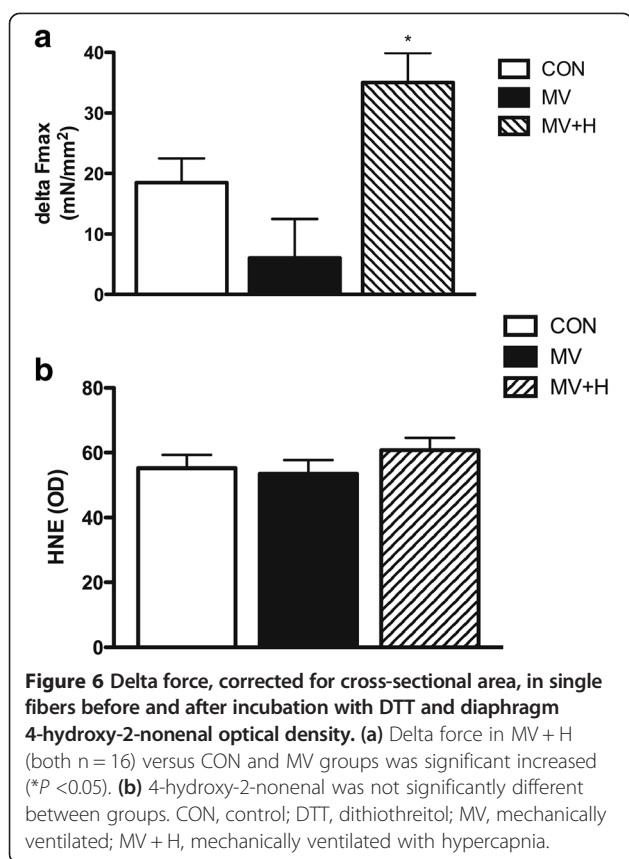 a
delta Fmax
(mN/mm²)
40
30
20
10
0
*
CON
MV
MV+H
b
HNE (OD)
80
60
40
20
0
CON
MV
MV+H
Figure 6 Delta force, corrected for cross-sectional area, in single
fibers before and after incubation with DTT and diaphragm
4-hydroxy-2-nonenal optical density. (a) Delta force in MV + H
(both n = 16) versus CON and MV groups was significant increased
(*P <0.05). (b) 4-hydroxy-2-nonenal was not significantly different
between groups. CON, control; DTT, dithiothreitol; MV, mechanically
ventilated; MV + H, mechanically ventilated with hypercapnia.